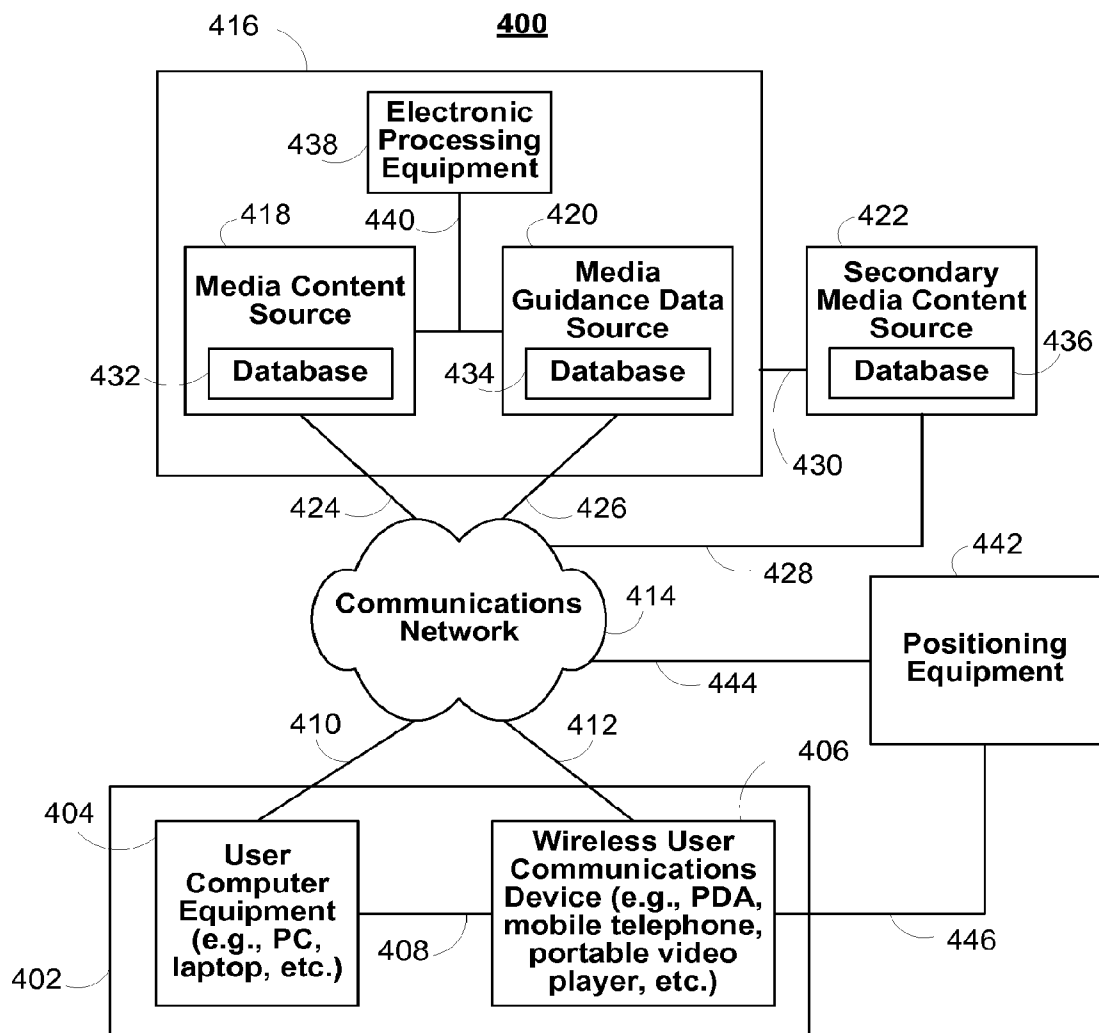 400
416
Electronic
Processing
Equipment
438
440
418
420
422
Media Content
Source
Database
432
Media
Guidance Data
Source
Database
434
Secondary
Media Content
Source
Database
436
430
424
426
428
442
Communications
Network
414
Positioning
Equipment
444
410
412
406
404
User
Computer
Equipment
(e.g., PC,
laptop, etc.)
408
Wireless User
Communications
Device (e.g., PDA,
mobile telephone,
portable video
player, etc.)
446
402